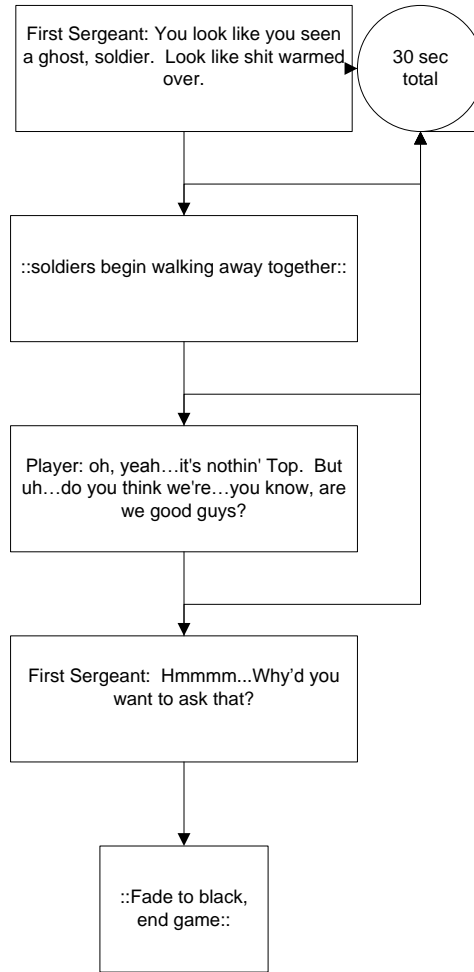 First Sergeant: You look like you seen
a ghost, soldier.  Look like shit warmed
over.
30 sec
total
::soldiers begin walking away together::
Player: oh, yeah…it's nothin' Top.  But
uh…do you think we're…you know, are
we good guys?
First Sergeant:  Hmmmm...Why’d you
want to ask that?
::Fade to black,
end game::